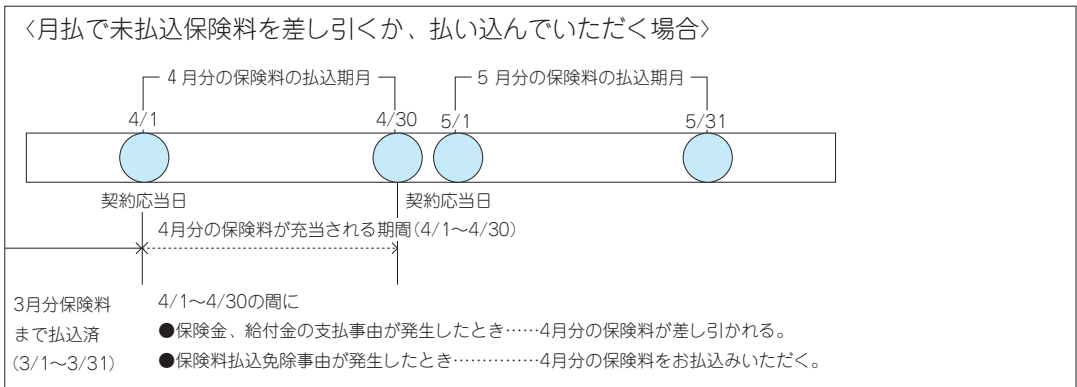 〈月払で未払込保険料を差し引くか、払い込んでいただく場合〉
4月分の保険料の払込期月
5月分の保険料の払込期月
4/1
4/30
5/1
5/31
契約応当日
契約応当日
4月分の保険料が充当される期間(4/1〜4/30)
3月分保険料
まで払込済
(3/1〜3/31)
4/1〜4/30の間に
●保険金、給付金の支払事由が発生したとき……4月分の保険料が差し引かれる。
●保険料払込免除事由が発生したとき……………4月分の保険料をお払込みいただく。